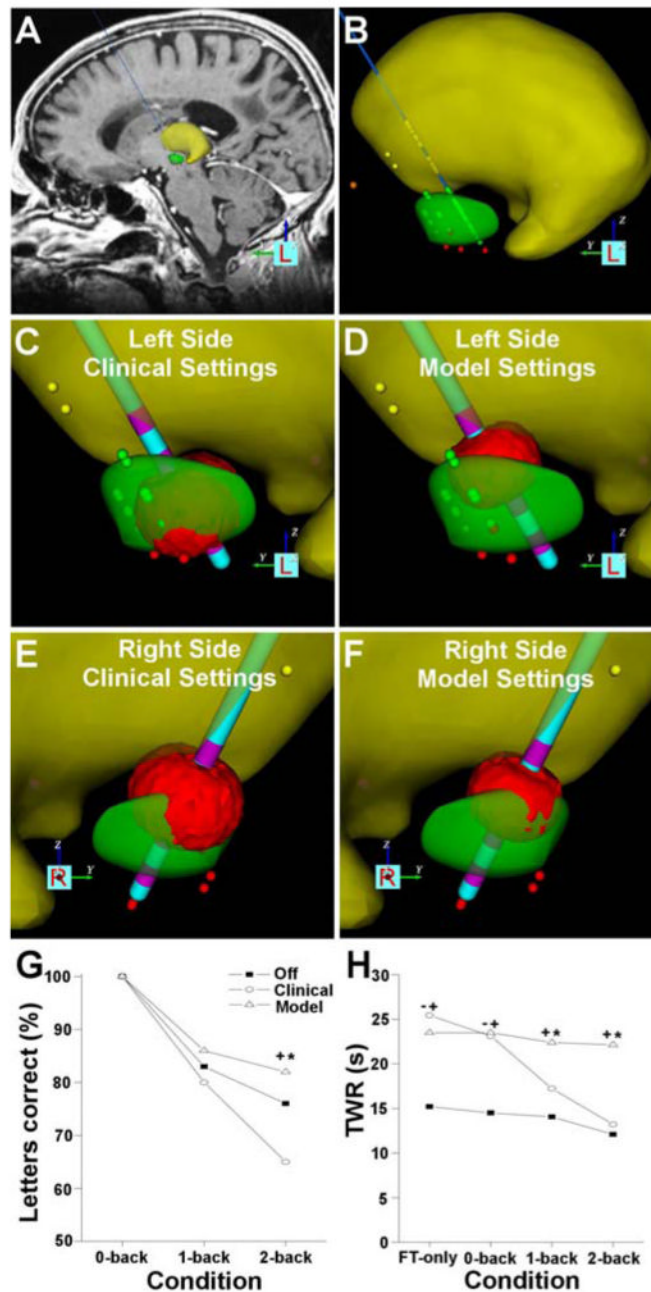 A
L
B
Z
Y
L
C
Left Side
Clinical Settings
Z
Y
L
D
Left Side
Model Settings
Z
Y
L
E
Right Side
Clinical Settings
Z
R
Y
F
Right Side
Model Settings
Z
R
Y
G
Letters correct (%)
100
90
80
70
60
50
Off
Clinical
Model
+*
0-back 1-back 2-back
Condition
H
TWR (s)
30
25
20
15
10
5
0
-+ -+ +* +*
FT-only 0-back 1-back 2-back
Condition